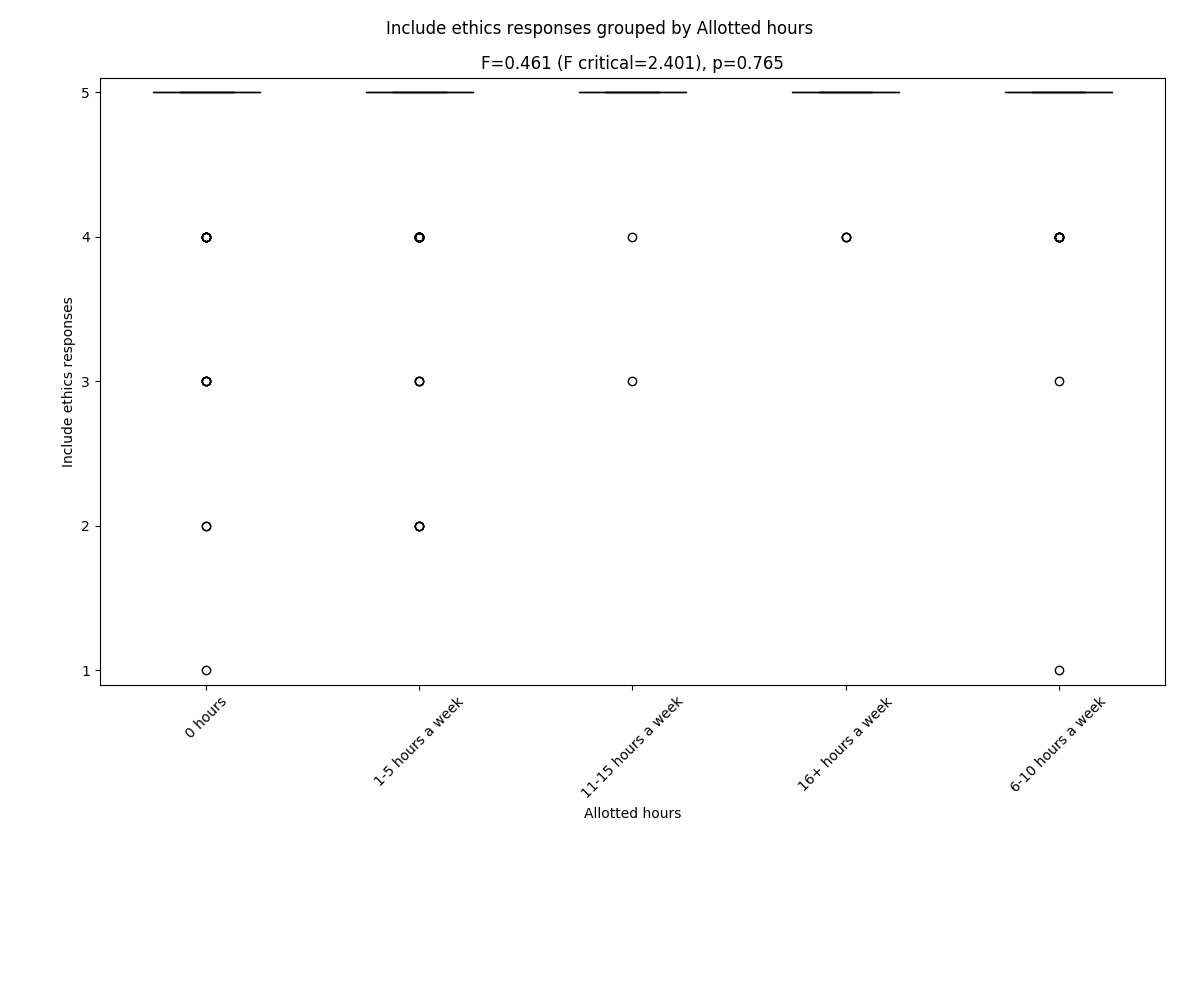 Include ethics responses grouped by Allotted hours
F=0.461 (F critical=2.401), p=0.765
5
4
3
2
1
Include ethics responses
0 hours
1-5 hours a week
11-15 hours a week
16+ hours a week
6-10 hours a week
Allotted hours